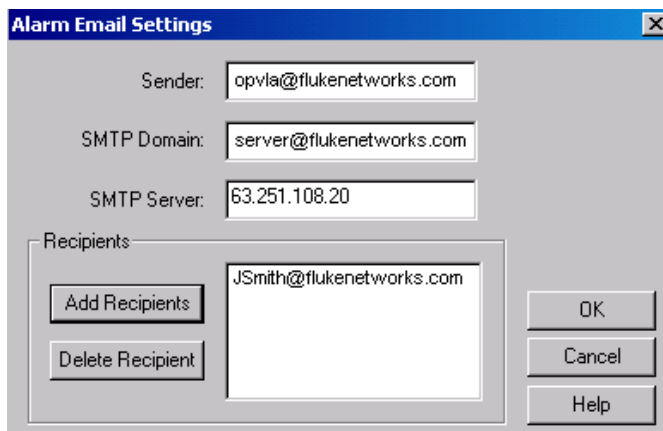 Alarm Email Settings
Sender: opvla@flukenetworks.com
SMTP Domain: server@flukenetworks.com
SMTP Server: 63.251.108.20
Recipients
JSmith@flukenetworks.com
Add Recipients
Delete Recipient
OK
Cancel
Help